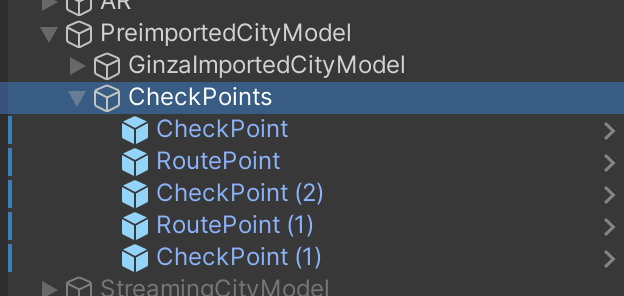 AR
PreimportedCityModel
GinzaImportedCityModel
CheckPoints
CheckPoint
RoutePoint
CheckPoint (2)
RoutePoint (1)
CheckPoint (1)
StreamingCityModel